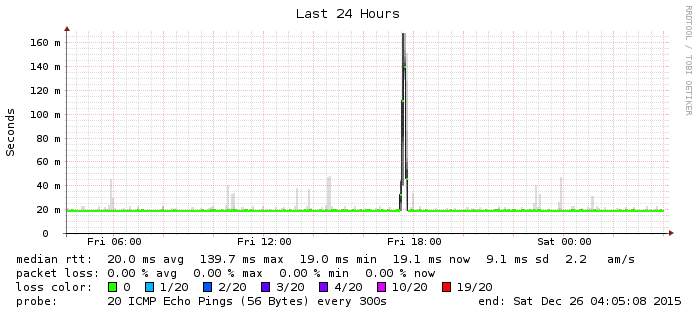 Last 24 Hours
RRDTOOL / TOBI OETIKER
Seconds
160 m
140 m
120 m
100 m
80 m
60 m
40 m
20 m
0
Fri 06:00 Fri 12:00 Fri 18:00 Sat 00:00
median rtt: 20.0 ms avg 139.7 ms max 19.0 ms min 19.1 ms now 9.1 ms sd 2.2 am/s
packet loss: 0.00 % avg 0.00 % max 0.00 % min 0.00 % now
loss color: 0 1/20 2/20 3/20 4/20 10/20 19/20
probe: 20 ICMP Echo Pings (56 Bytes) every 300s end: Sat Dec 26 04:05:08 2015